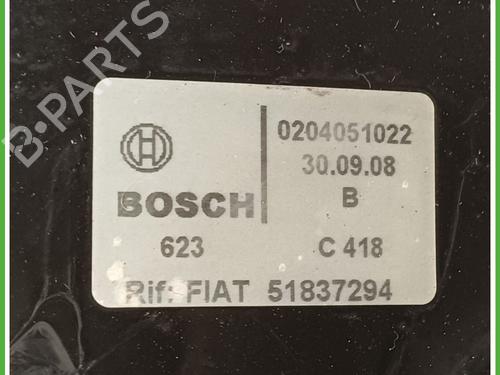 B-PARTS
BOSCH
623
0204051022
30.09.08
B
C 418
Rif: FIAT 51837294